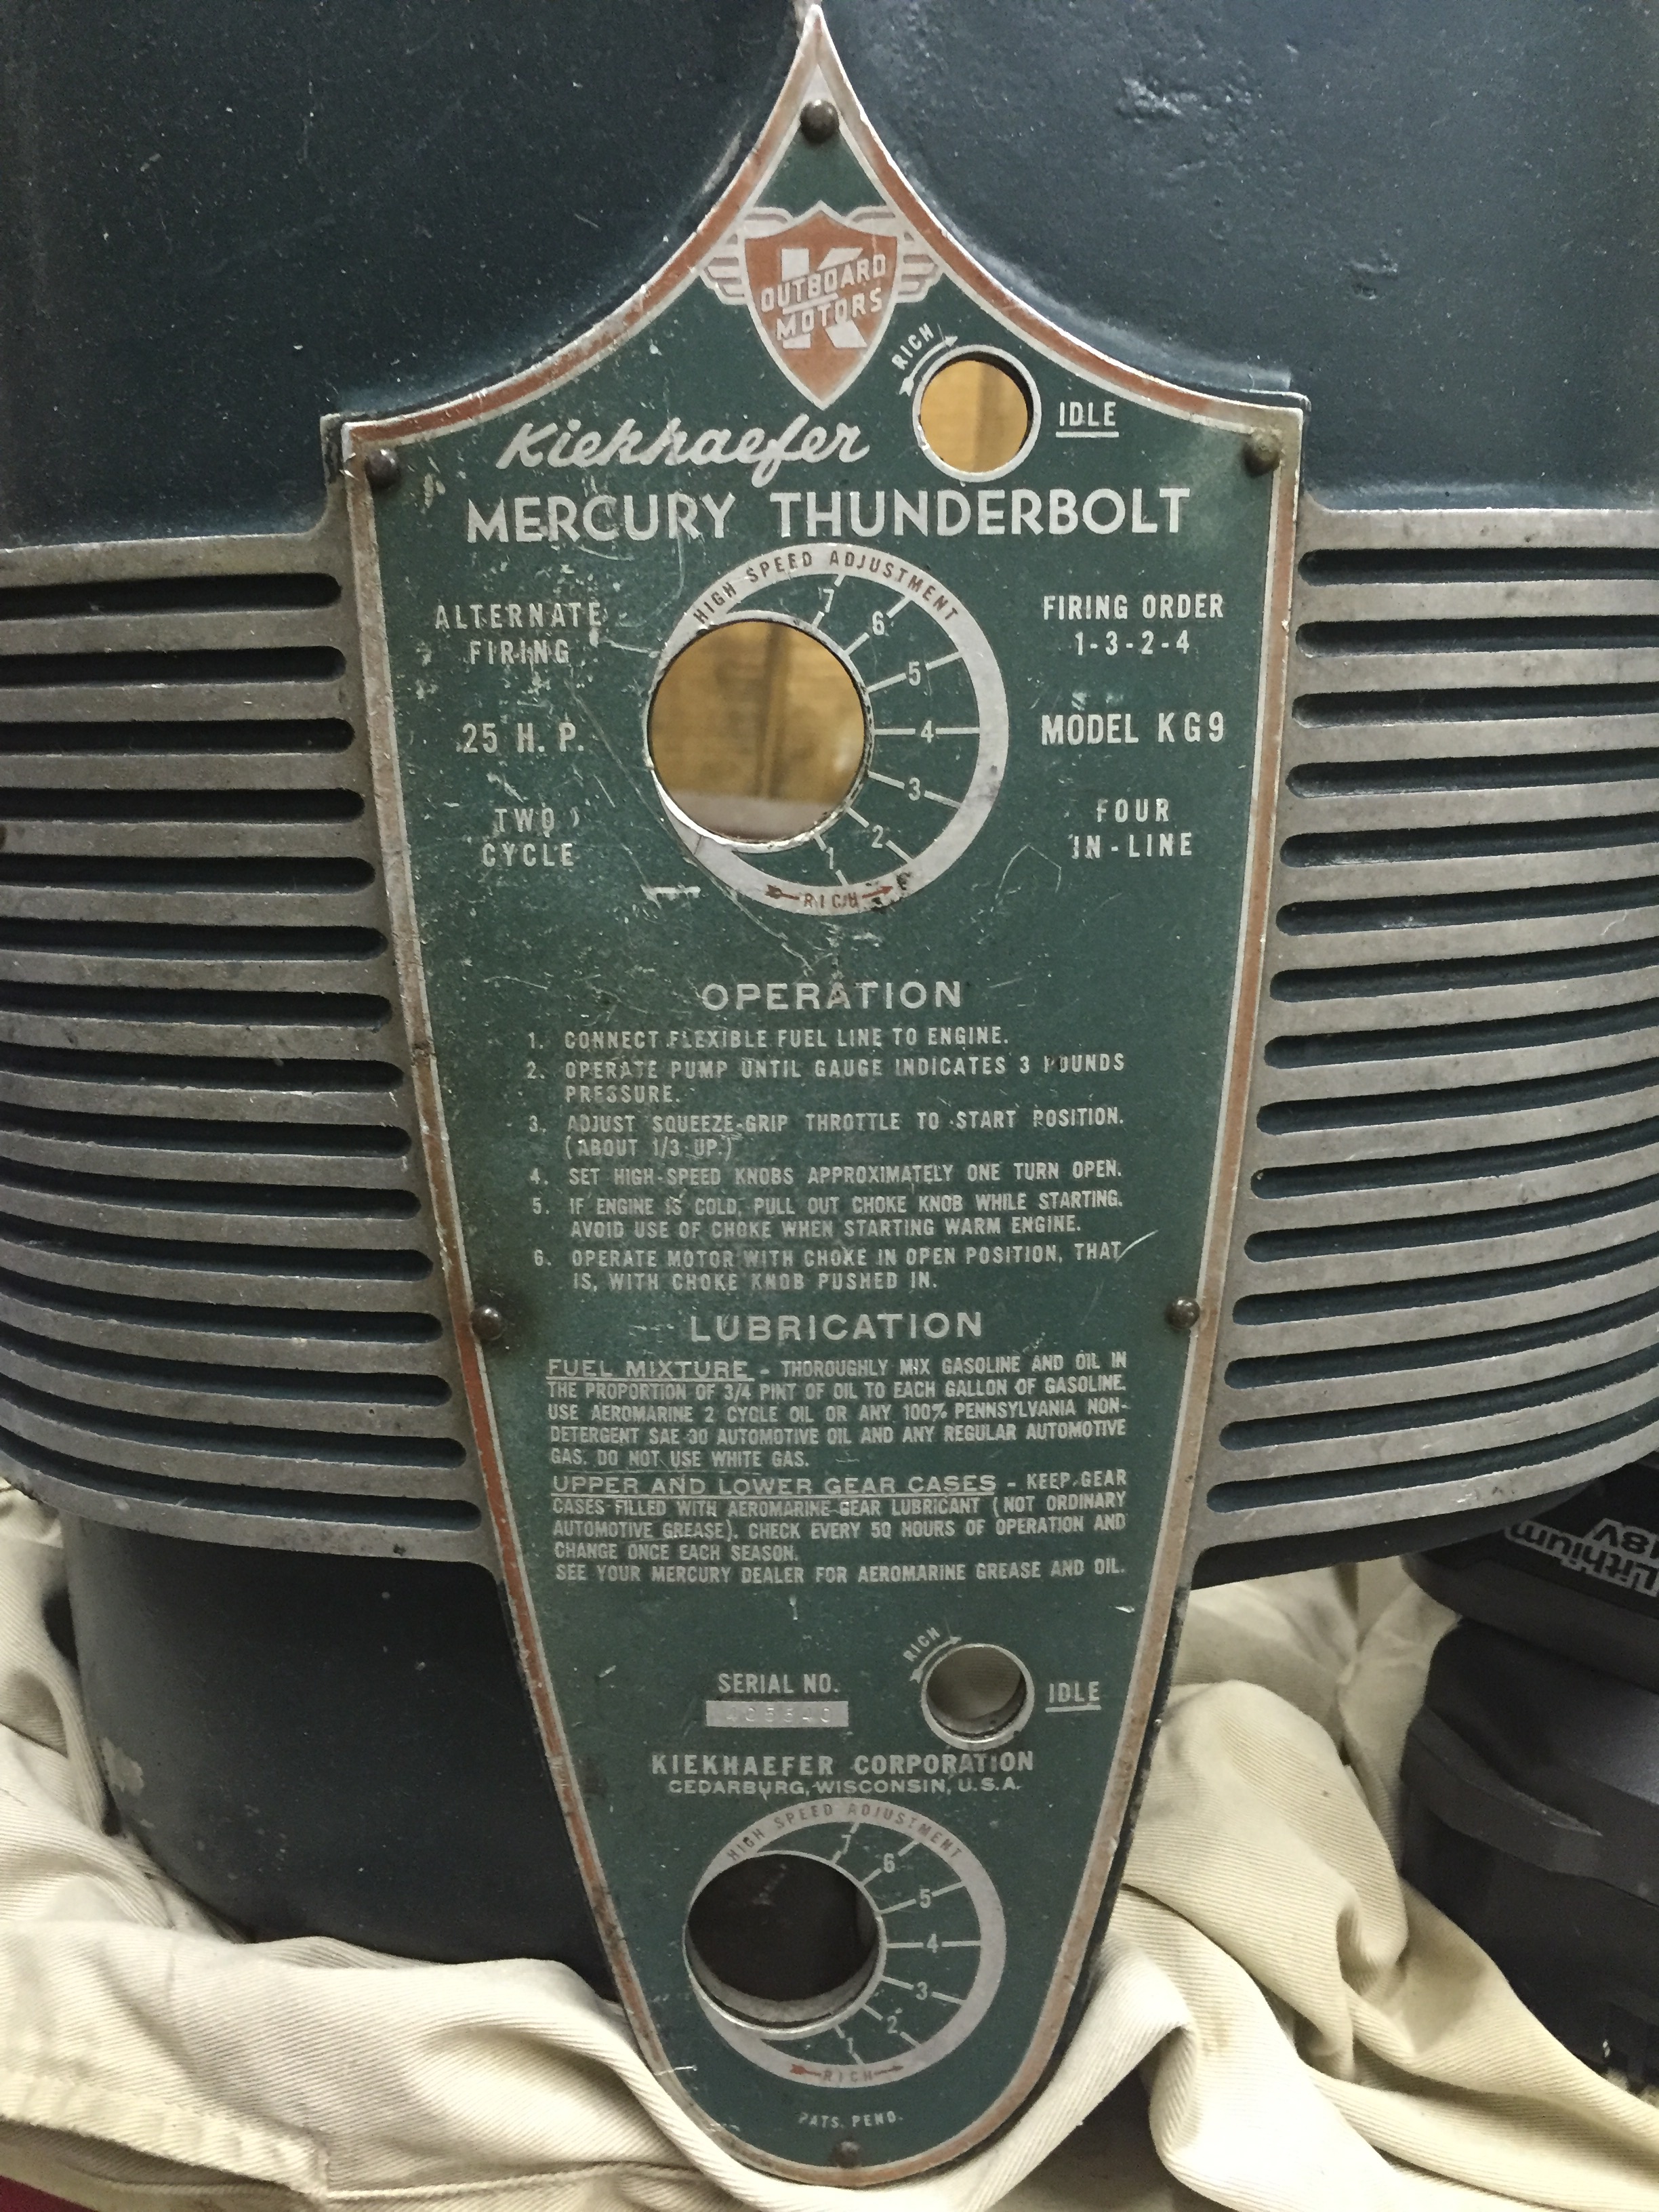 K
OUTBOARD
MOTORS
RICH
IDLE
Kiekhaefer
MERCURY THUNDERBOLT
HIGH SPEED ADJUSTMENT
ALTERNATE
FIRING
25 H. P.
TWO
CYCLE
7
6
5
4
3
2
1
RICH
FIRING ORDER
1-3-2-4
MODEL KG9
FOUR
IN-LINE
OPERATION
1. CONNECT FLEXIBLE FUEL LINE TO ENGINE.
2. OPERATE PUMP UNTIL GAUGE INDICATES 3 POUNDS
PRESSURE.
3. ADJUST SQUEEZE-GRIP THROTTLE TO START POSITION.
(ABOUT 1/3 UP.)
4. SET HIGH-SPEED KNOBS APPROXIMATELY ONE TURN OPEN.
5. IF ENGINE IS COLD, PULL OUT CHOKE KNOB WHILE STARTING.
AVOID USE OF CHOKE WHEN STARTING WARM ENGINE.
6. OPERATE MOTOR WITH CHOKE IN OPEN POSITION, THAT
IS, WITH CHOKE KNOB PUSHED IN.
LUBRICATION
FUEL MIXTURE - THOROUGHLY MIX GASOLINE AND OIL IN
THE PROPORTION OF 3/4 PINT OF OIL TO EACH GALLON OF GASOLINE.
USE AEROMARINE 2 CYCLE OIL OR ANY 100% PENNSYLVANIA NON-
DETERGENT SAE 30 AUTOMOTIVE OIL AND ANY REGULAR AUTOMOTIVE
GAS. DO NOT USE WHITE GAS.
UPPER AND LOWER GEAR CASES - KEEP GEAR
CASES FILLED WITH AEROMARINE GEAR LUBRICANT (NOT ORDINARY
AUTOMOTIVE GREASE). CHECK EVERY 50 HOURS OF OPERATION AND
CHANGE ONCE EACH SEASON.
SEE YOUR MERCURY DEALER FOR AEROMARINE GREASE AND OIL.
RICH
IDLE
SERIAL NO.
KIEKHAEFER CORPORATION
CEDARBURG, WISCONSIN, U.S.A.
HIGH SPEED ADJUSTMENT
7
6
5
4
3
2
1
RICH
PATS. PEND.
18V
Lithium